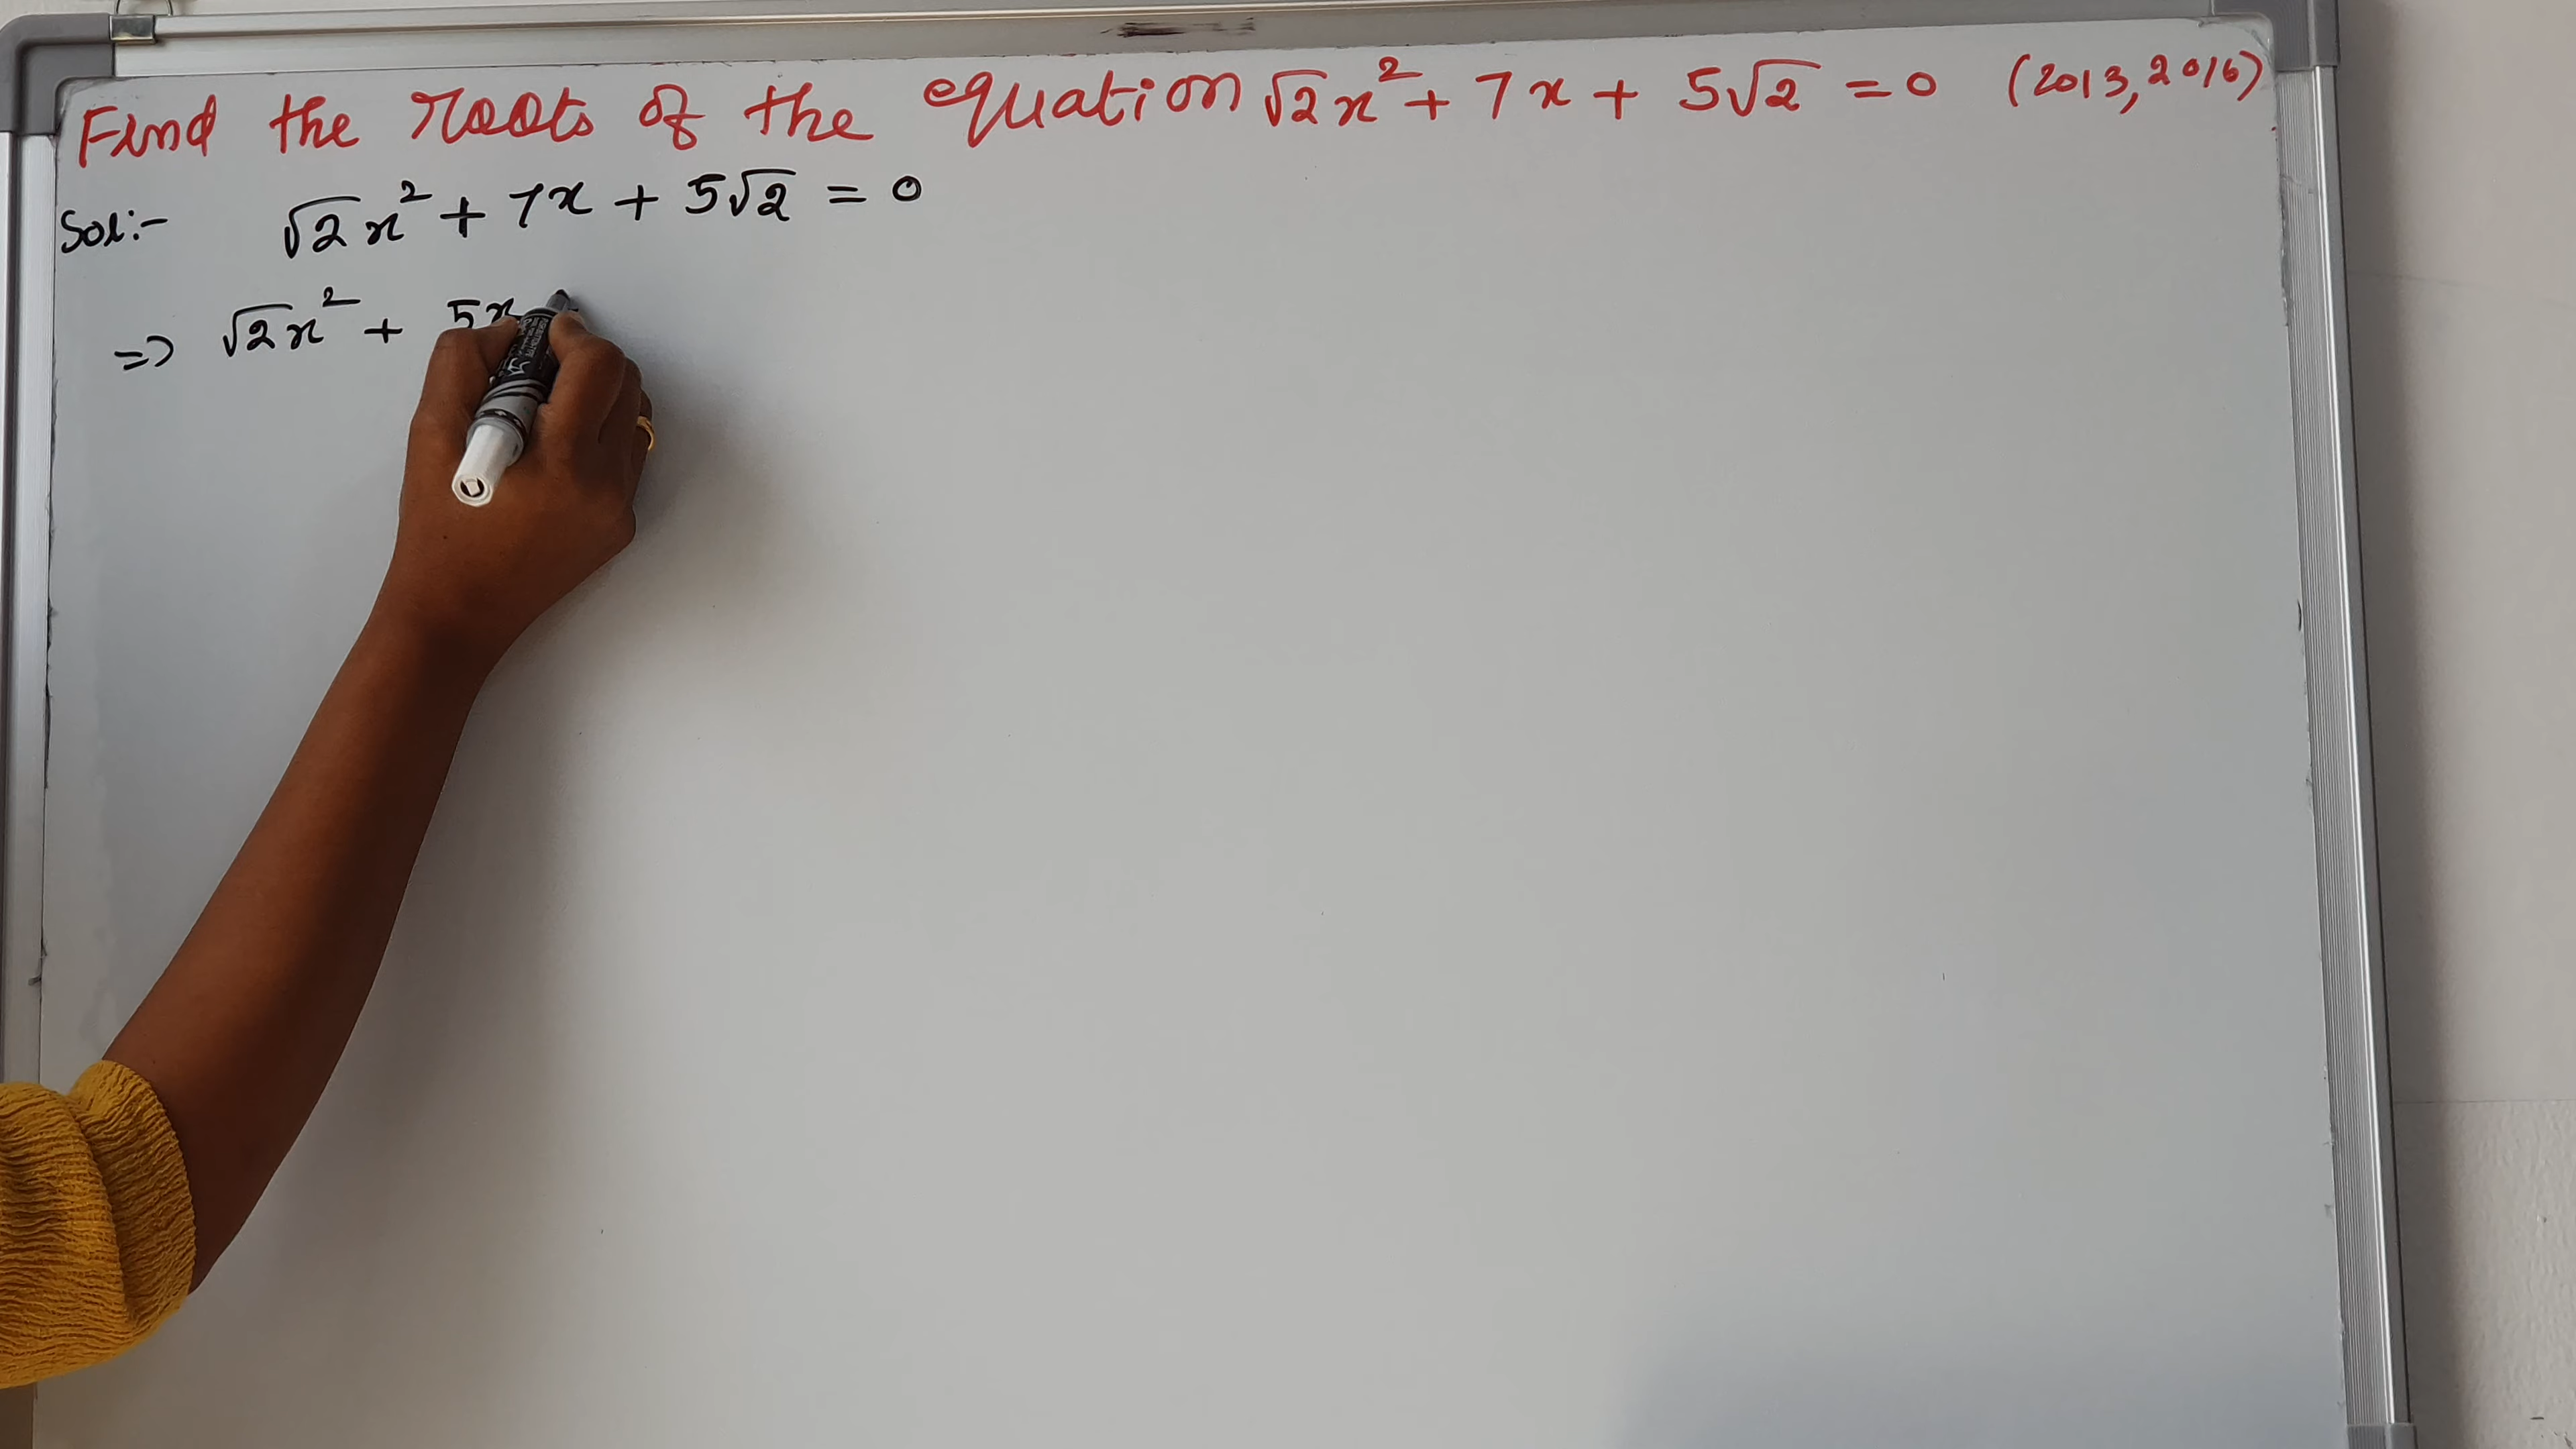 Find the roots of the equation √2x² + 7x + 5√2 = 0 (2013, 2016)
Sol:- √2x² + 7x + 5√2 = 0
=> √2x² + 5x